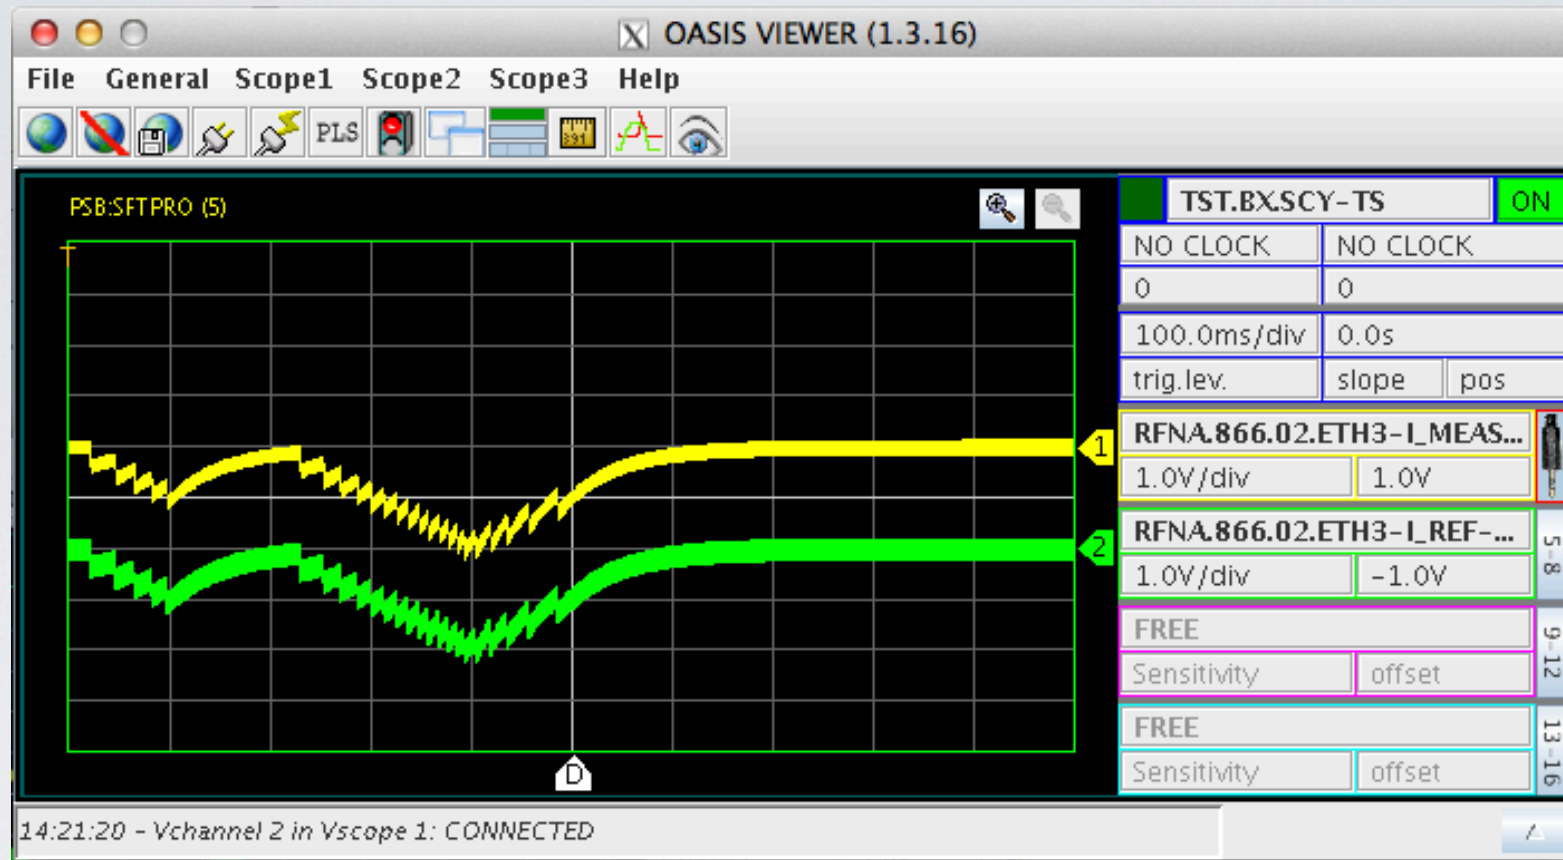 X OASIS VIEWER (1.3.16)
File General Scope1 Scope2 Scope3 Help
PLS
391
PSB:SFTPRO (5)
TST.BX.SCY-TS ON
NO CLOCK NO CLOCK
0 0
100.0ms/div 0.0s
trig.lev. slope pos
1 RFNA.866.02.ETH3-I_MEAS...
1.0V/div 1.0V
2 RFNA.866.02.ETH3-I_REF-...
1.0V/div -1.0V
5-8
FREE
Sensitivity offset
9-12
FREE
Sensitivity offset
13-16
D
14:21:20 - Vchannel 2 in Vscope 1: CONNECTED